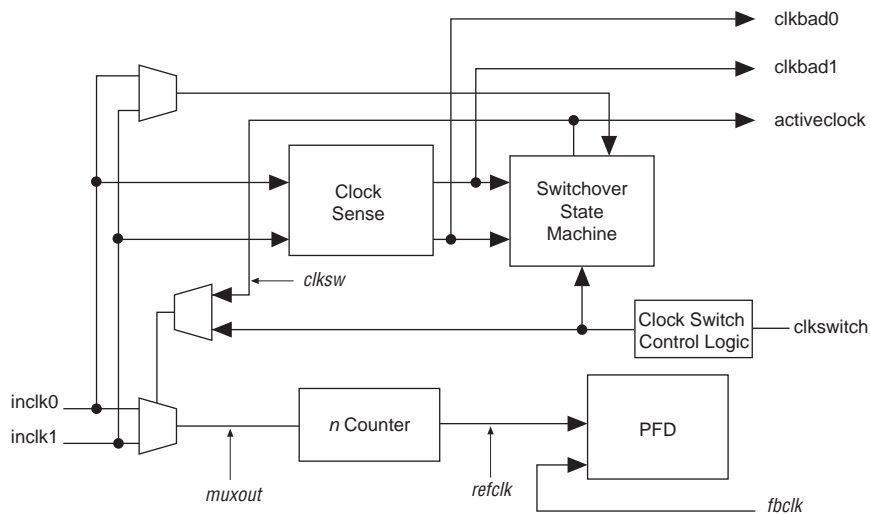 clkbad0
clkbad1
activeclock
Clock
Sense
Switchover
State
Machine
clksw
Clock Switch
Control Logic
clkswitch
inclk0
inclk1
n Counter
PFD
muxout
refclk
fbclk